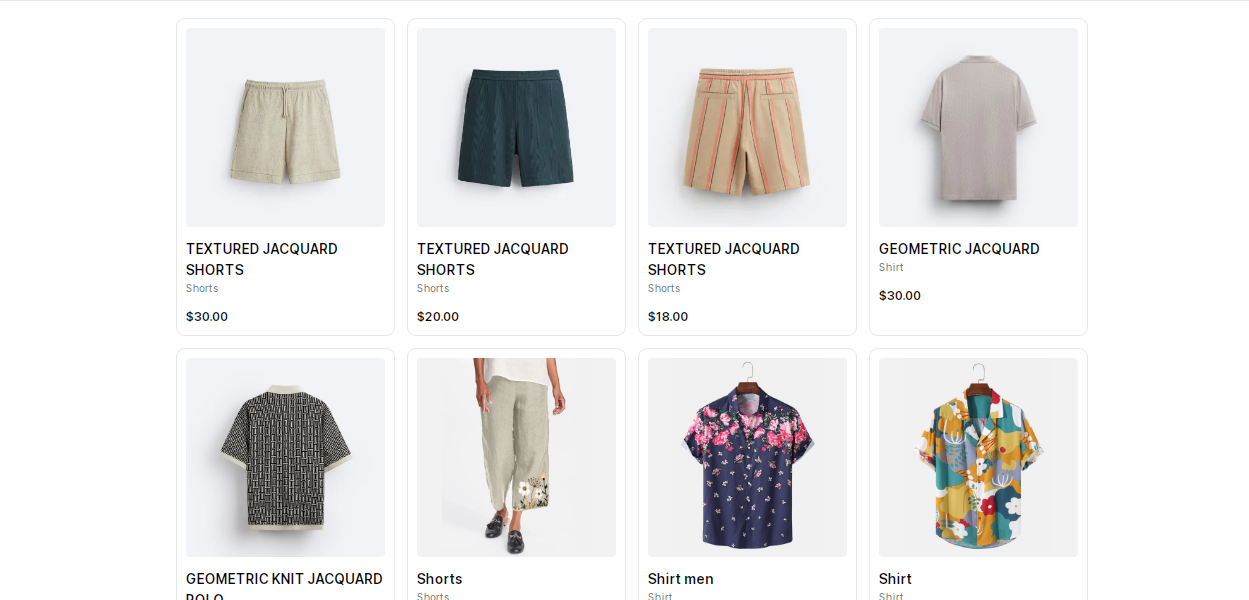 TEXTURED JACQUARD
SHORTS
Shorts
$30.00
TEXTURED JACQUARD
SHORTS
Shorts
$20.00
TEXTURED JACQUARD
SHORTS
Shorts
$18.00
GEOMETRIC JACQUARD
Shirt
$30.00
GEOMETRIC KNIT JACQUARD
POLO
Shorts
Shorts
Shirt men
Shirt
Shirt
Shirt